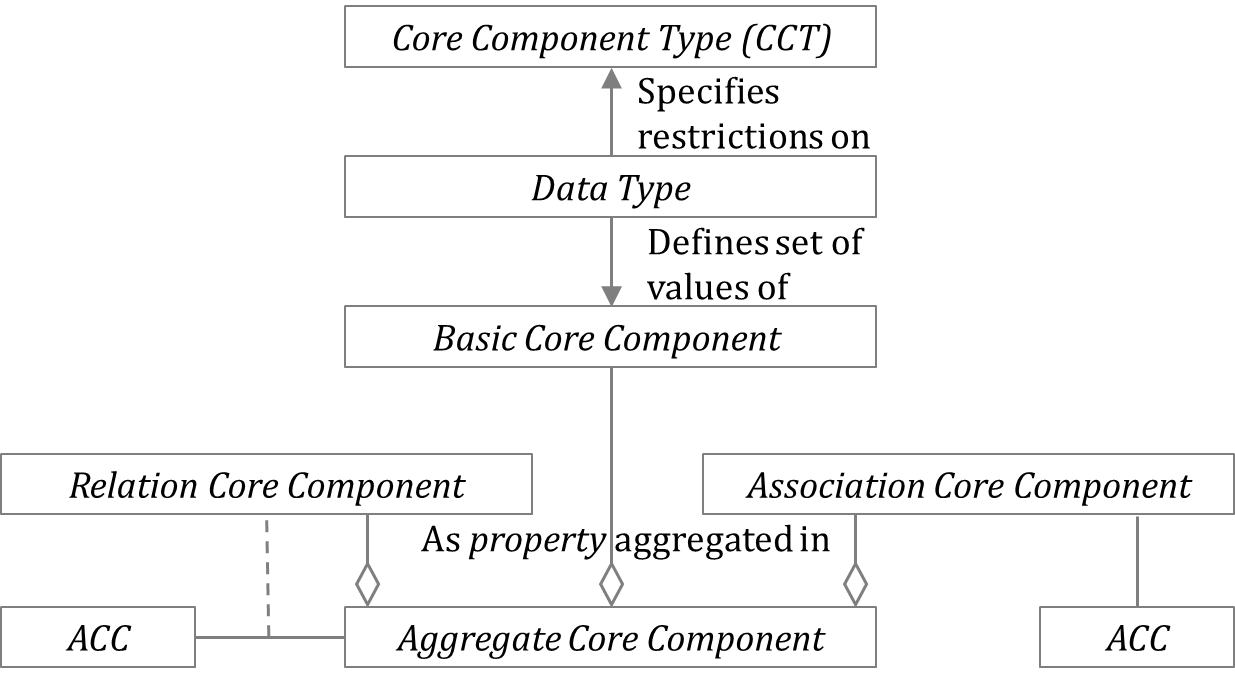 Core Component Type (CCT)
Specifies
restrictions on
Data Type
Defines set of
values of
Basic Core Component
Relation Core Component
Association Core Component
As property aggregated in
ACC
Aggregate Core Component
ACC